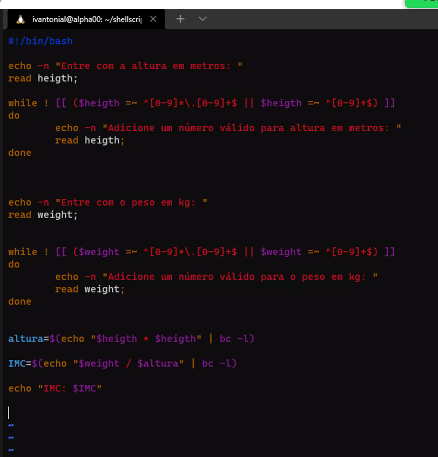 ivantonial@alpha00: ~/shellscri
#!/bin/bash
echo -n "Entre com a altura em metros: "
read heigth;
while ! [[ ($heigth =~ ^[0-9]*\.[0-9]+$ || $heigth =~ ^[0-9]+$) ]]
do
echo -n "Adicione um número válido para altura em metros: "
read heigth;
done
echo -n "Entre com o peso em kg: "
read weight;
while ! [[ ($weight =~ ^[0-9]*\.[0-9]+$ || $weight =~ ^[0-9]+$) ]]
do
echo -n "Adicione um número válido para o peso em kg: "
read weight;
done
altura=$(echo "$heigth * $heigth" | bc -l)
IMC=$(echo "$weight / $altura" | bc -l)
echo "IMC: $IMC"
~
~
~